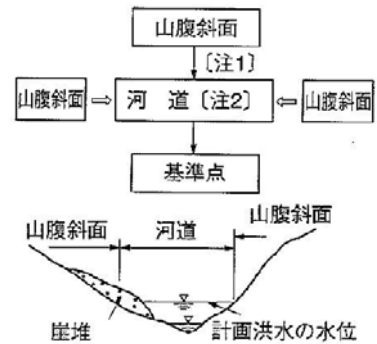 山腹斜面
〔注1〕
山腹斜面 河道〔注2〕 山腹斜面
基準点
山腹斜面
山腹斜面 河道
崖堆 計画洪水の水位